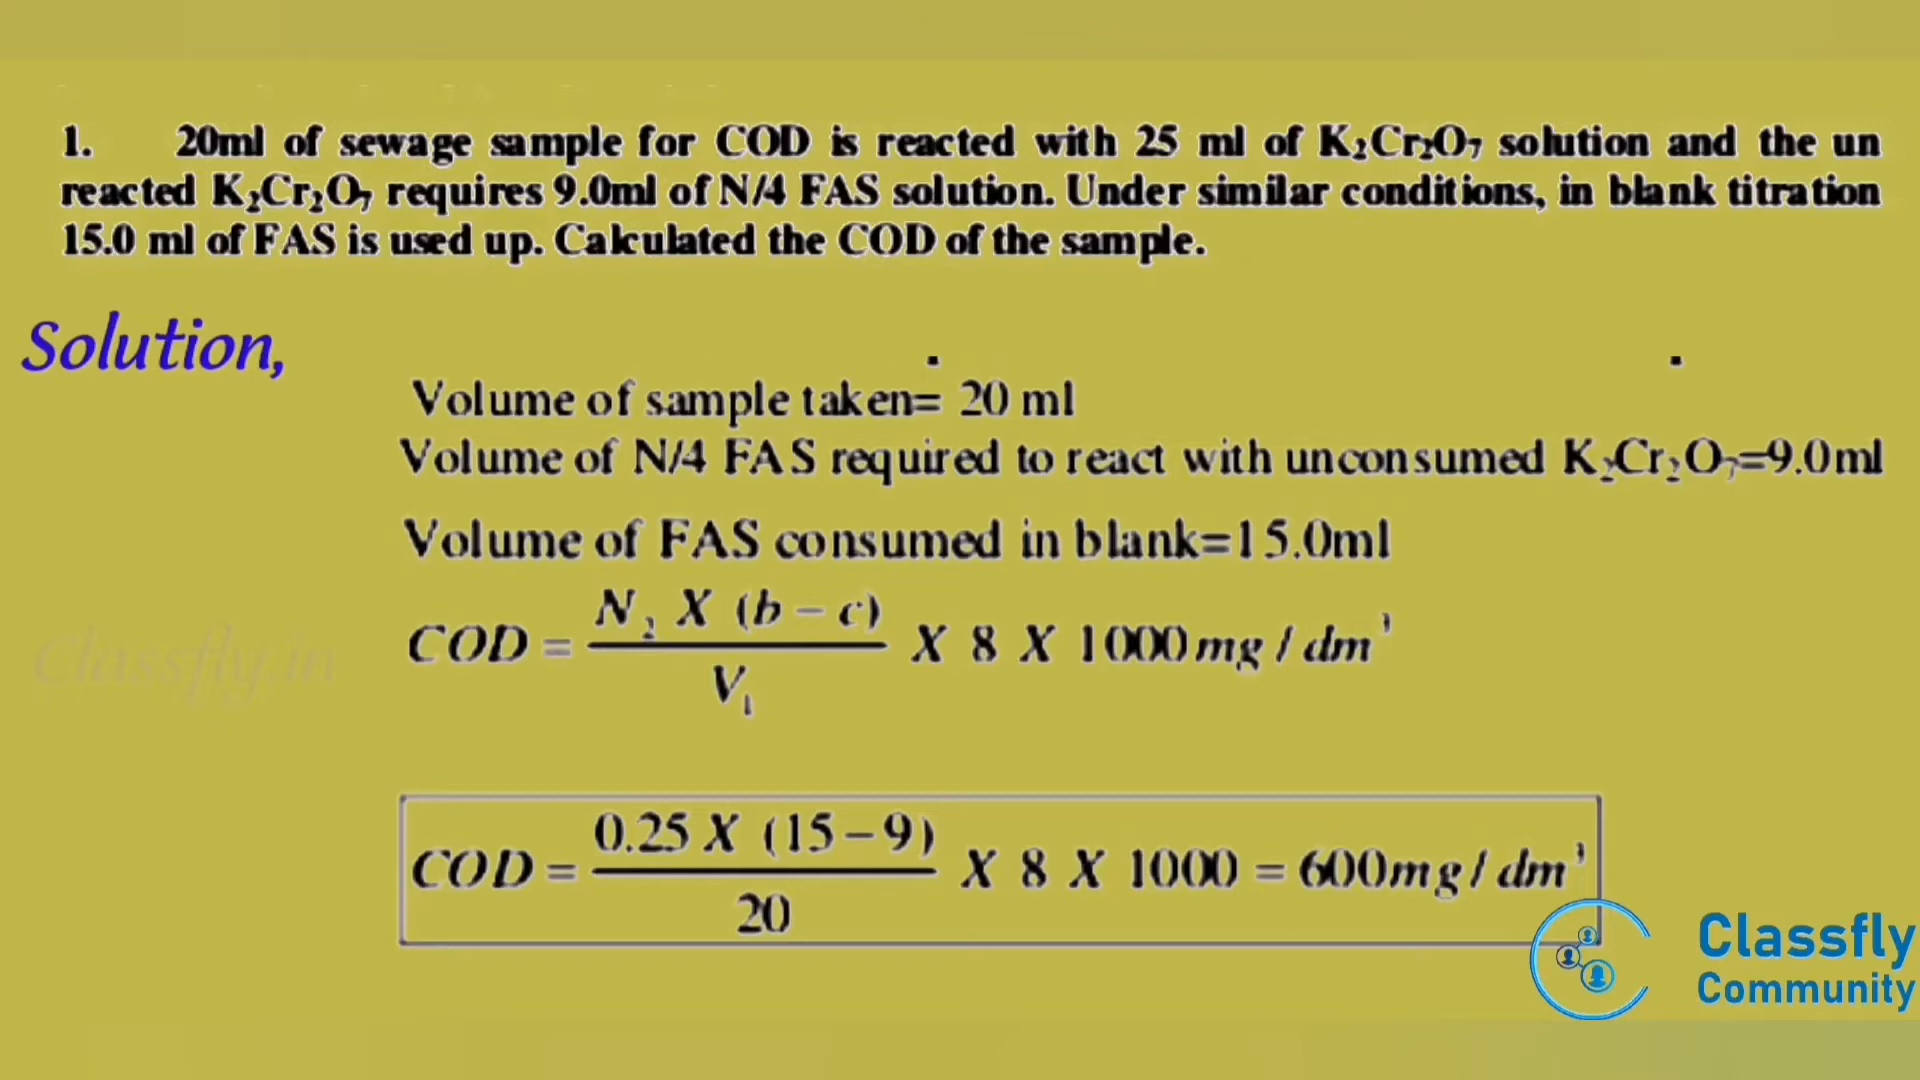 1. 20ml of sewage sample for COD is reacted with 25 ml of K₂Cr₂O₇ solution and the un
reacted K₂Cr₂O₇ requires 9.0ml of N/4 FAS solution. Under similar conditions, in blank titration
15.0 ml of FAS is used up. Calculated the COD of the sample.
Solution,
Volume of sample taken= 20 ml
Volume of N/4 FAS required to react with unconsumed K₂Cr₂O₇=9.0ml
Volume of FAS consumed in blank=15.0ml
COD = N₂ X (b – c) / V₁ X 8 X 1000 mg / dm³
Classfly.in
COD = 0.25 X (15 – 9) / 20 X 8 X 1000 = 600mg / dm³
Classfly
Community